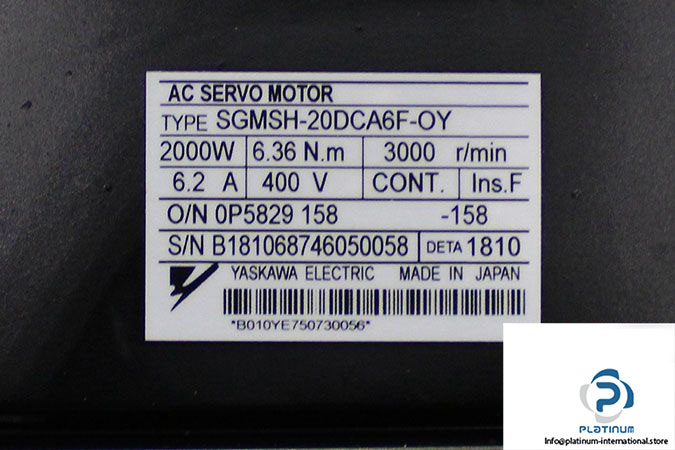 AC SERVO MOTOR
TYPE SGMSH-20DCA6F-OY
2000W 6.36 N.m 3000 r/min
6.2 A 400 V CONT. Ins.F
O/N 0P5829 158 -158
S/N B181068746050058 DETA 1810
YASKAWA ELECTRIC MADE IN JAPAN
*B010YE750730056*
PLATINUM
Info@platinum-international.store